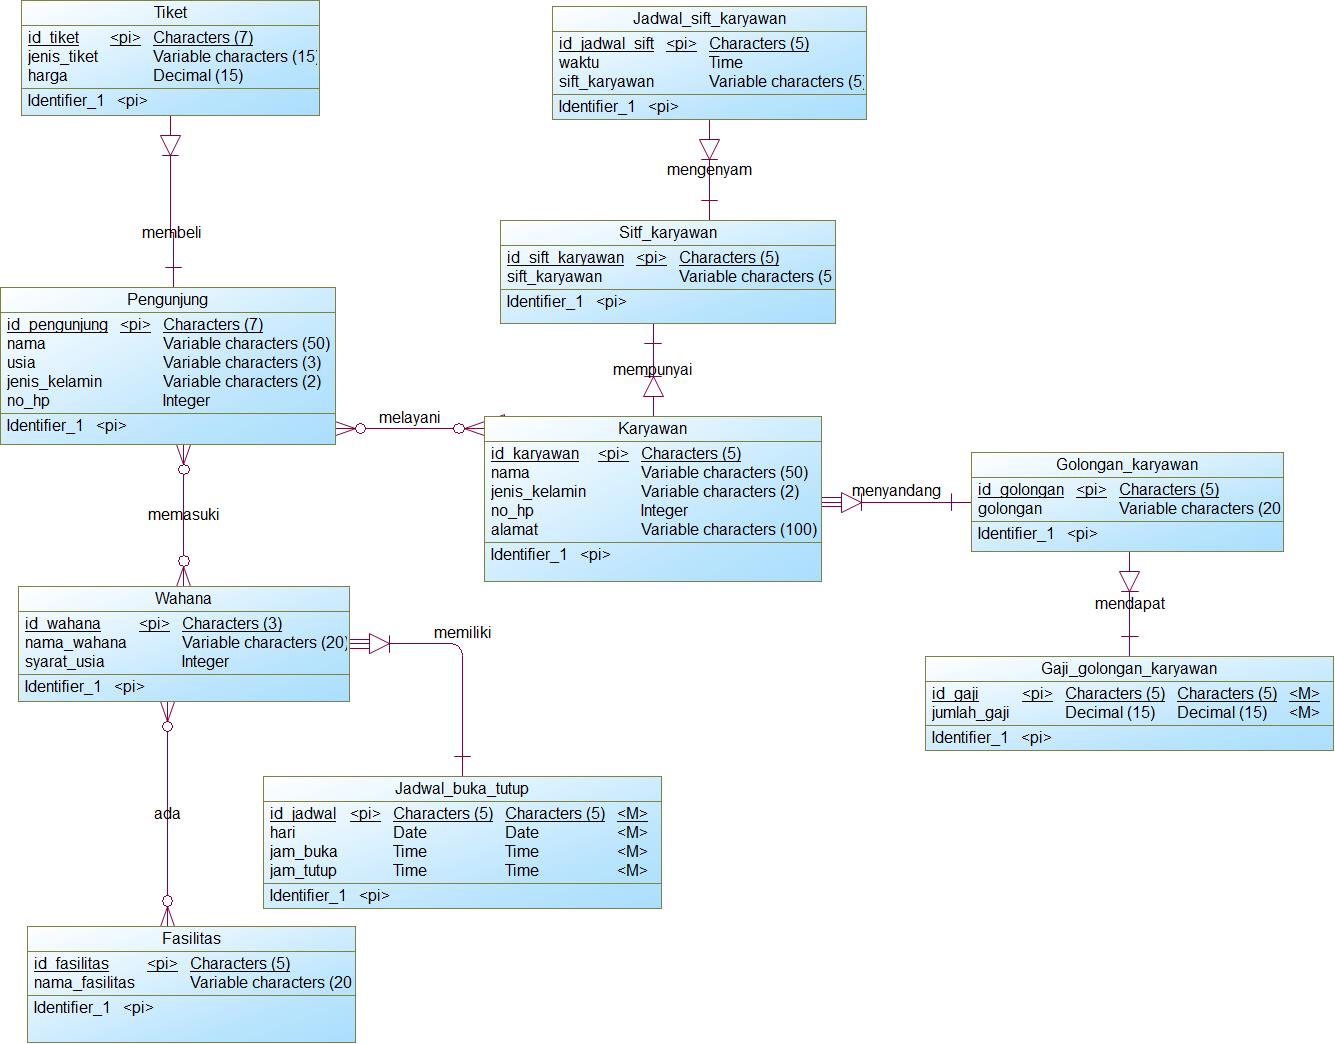 Tiket
id_tiket <pi> Characters (7)
jenis_tiket Variable characters (15)
harga Decimal (15)
Identifier_1 <pi>
Jadwal_sift_karyawan
id_jadwal_sift <pi> Characters (5)
waktu Time
sift_karyawan Variable characters (5)
Identifier_1 <pi>
mengenyam
membeli
Sitf_karyawan
id_sift_karyawan <pi> Characters (5)
sift_karyawan Variable characters (5
Identifier_1 <pi>
Pengunjung
id_pengunjung <pi> Characters (7)
nama Variable characters (50)
usia Variable characters (3)
jenis_kelamin Variable characters (2)
no_hp Integer
Identifier_1 <pi>
mempunyai
melayani
Karyawan
id_karyawan <pi> Characters (5)
nama Variable characters (50)
jenis_kelamin Variable characters (2)
no_hp Integer
alamat Variable characters (100)
Identifier_1 <pi>
menyandang
Golongan_karyawan
id_golongan <pi> Characters (5)
golongan Variable characters (20
Identifier_1 <pi>
memasuki
mendapat
Wahana
id_wahana <pi> Characters (3)
nama_wahana Variable characters (20)
syarat_usia Integer
Identifier_1 <pi>
memiliki
Gaji_golongan_karyawan
id_gaji <pi> Characters (5) Characters (5) <M>
jumlah_gaji Decimal (15) Decimal (15) <M>
Identifier_1 <pi>
ada
Jadwal_buka_tutup
id_jadwal <pi> Characters (5) Characters (5) <M>
hari Date Date <M>
jam_buka Time Time <M>
jam_tutup Time Time <M>
Identifier_1 <pi>
Fasilitas
id_fasilitas <pi> Characters (5)
nama_fasilitas Variable characters (20
Identifier_1 <pi>